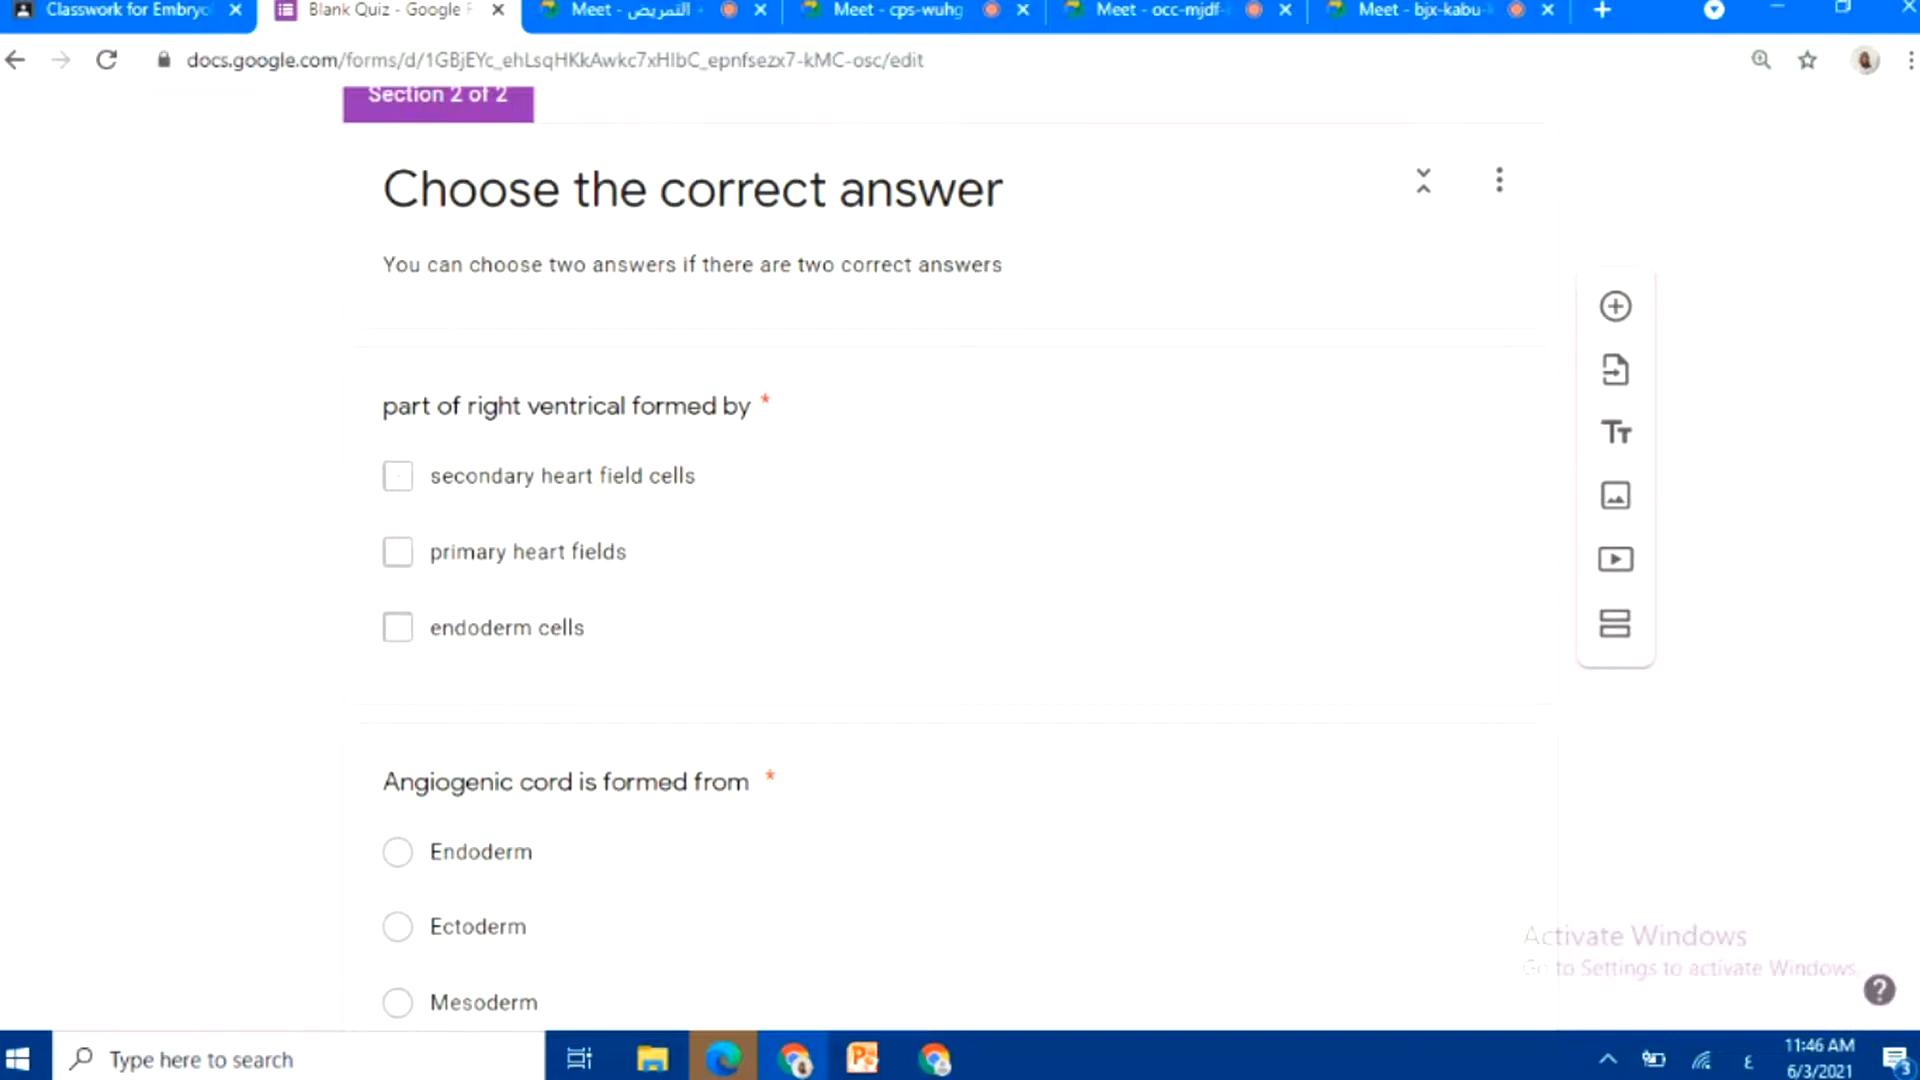 Classwork for Embryo
Blank Quiz - Google F
Meet - التمريض
Meet - cps-wuhg
Meet - occ-mjdf-
Meet - bjx-kabu-
docs.google.com/forms/d/1GBjEYc_ehLsqHKkAwkc7xHIbC_epnfsezx7-kMC-osc/edit
Section 2 of 2
Choose the correct answer
You can choose two answers if there are two correct answers
part of right ventrical formed by *
secondary heart field cells
primary heart fields
endoderm cells
Angiogenic cord is formed from *
Endoderm
Ectoderm
Mesoderm
Activate Windows
Go to Settings to activate Windows.
Type here to search
ع
11:46 AM
6/3/2021
3